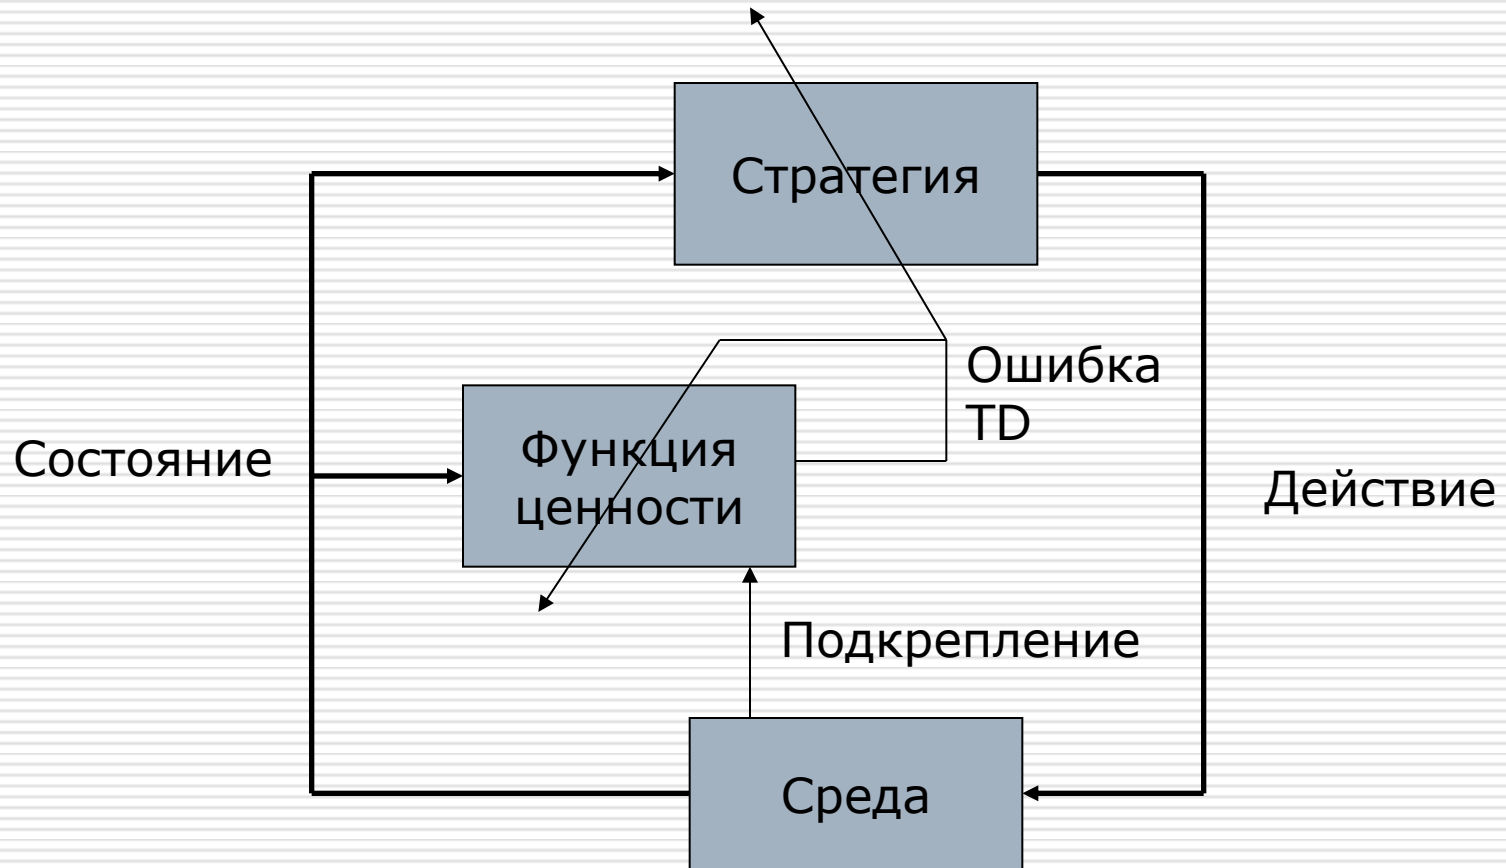 Стратегия
Ошибка
TD
Состояние
Функция
ценности
Действие
Подкрепление
Среда